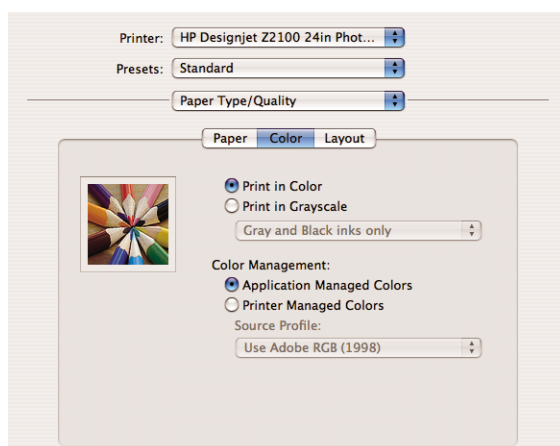 Printer: HP Designjet Z2100 24in Phot...
Presets: Standard
Paper Type/Quality
Paper Color Layout
Print in Color
Print in Grayscale
Gray and Black inks only
Color Management:
Application Managed Colors
Printer Managed Colors
Source Profile:
Use Adobe RGB (1998)